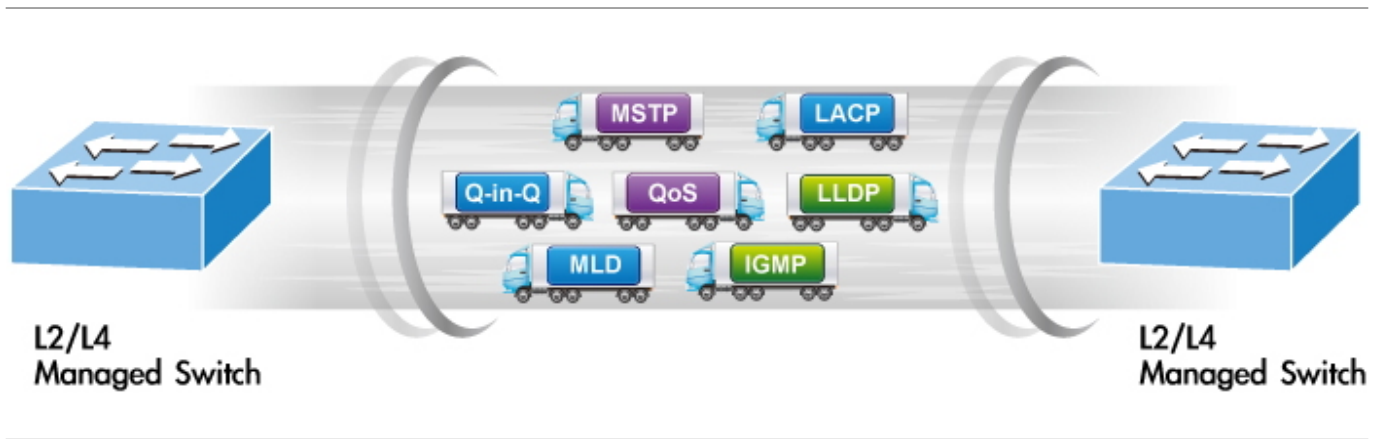 MSTP
LACP
Q-in-Q
QoS
LLDP
MLD
IGMP
L2/L4
Managed Switch
L2/L4
Managed Switch